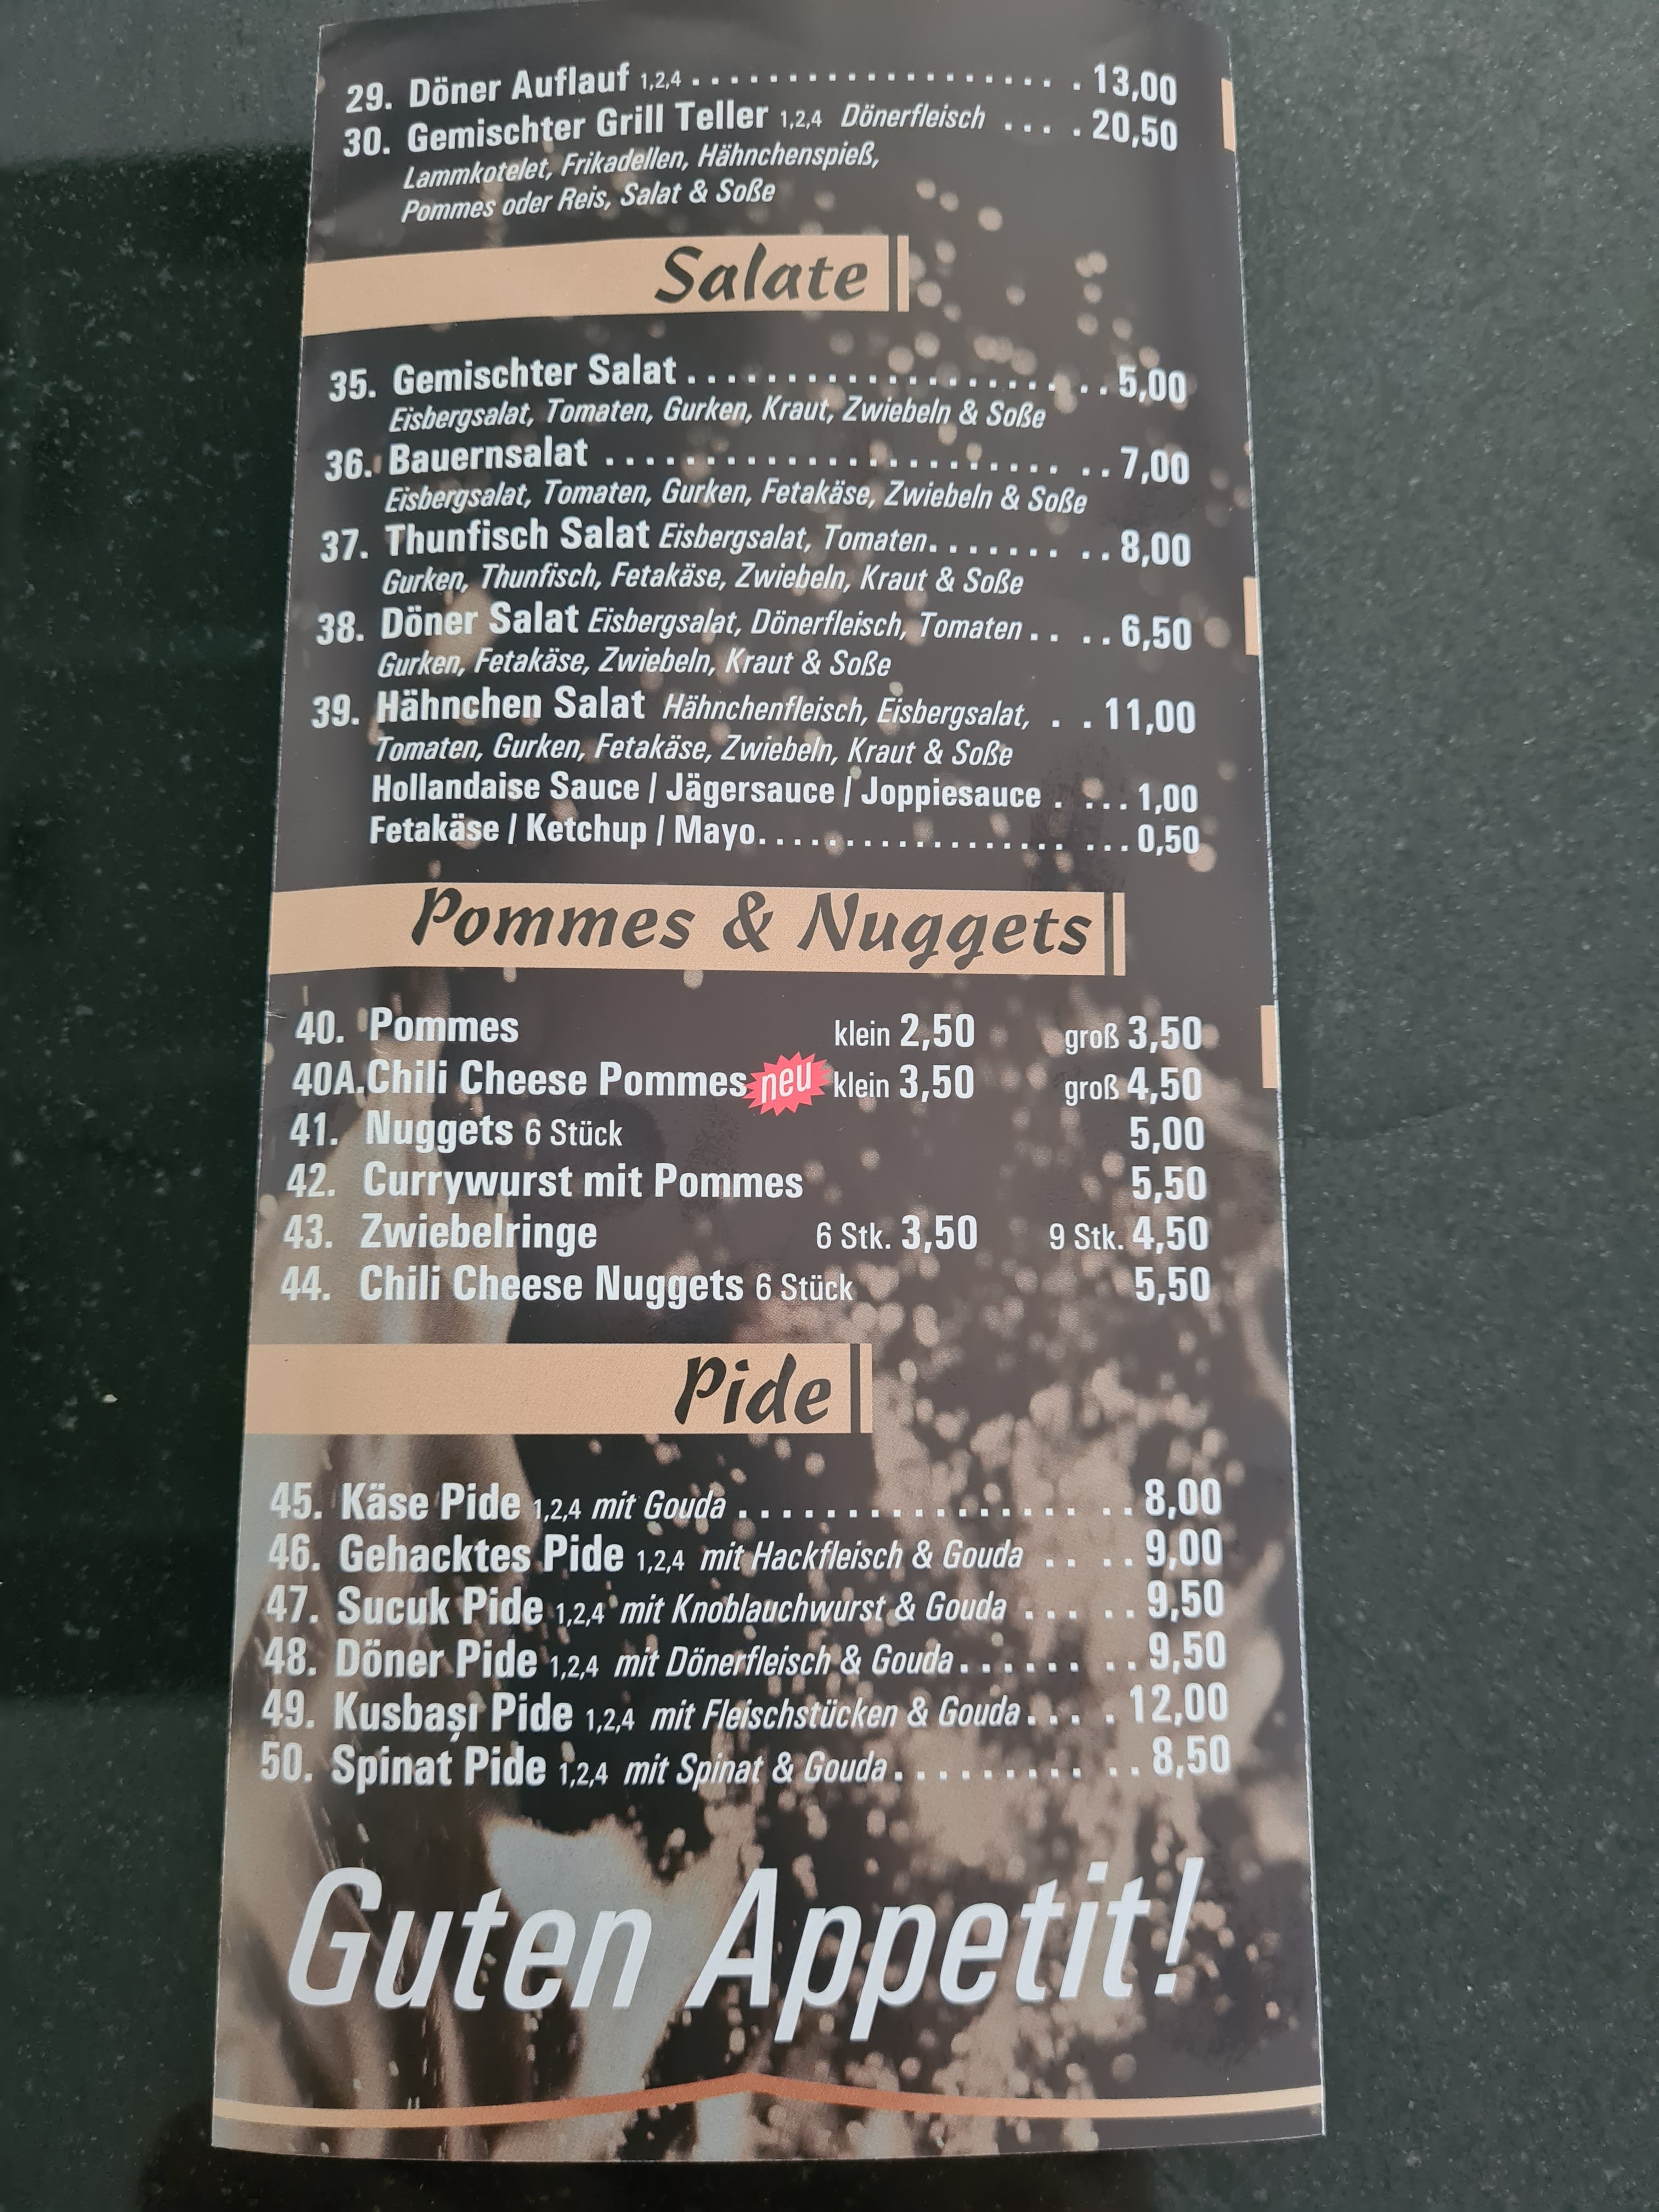 29. Döner Auflauf 1,2,4 . . . . . . . . . . . . . . . . . . . . 13,00
30. Gemischter Grill Teller 1,2,4 Dönerfleisch . . . . 20,50
Lammkotelet, Frikadellen, Hähnchenspieß,
Pommes oder Reis, Salat & Soße
Salate
35. Gemischter Salat . . . . . . . . . . . . . . . . . . . . . 5,00
Eisbergsalat, Tomaten, Gurken, Kraut, Zwiebeln & Soße
36. Bauernsalat . . . . . . . . . . . . . . . . . . . . . . . . . 7,00
Eisbergsalat, Tomaten, Gurken, Fetakäse, Zwiebeln & Soße
37. Thunfisch Salat Eisbergsalat, Tomaten. . . . . . . . . 8,00
Gurken, Thunfisch, Fetakäse, Zwiebeln, Kraut & Soße
38. Döner Salat Eisbergsalat, Dönerfleisch, Tomaten . . . . 6,50
Gurken, Fetakäse, Zwiebeln, Kraut & Soße
39. Hähnchen Salat Hähnchenfleisch, Eisbergsalat, . . 11,00
Tomaten, Gurken, Fetakäse, Zwiebeln, Kraut & Soße
Hollandaise Sauce / Jägersauce / Joppiesauce . . . . 1,00
Fetakäse / Ketchup / Mayo. . . . . . . . . . . . . . . . . . . . 0,50
Pommes & Nuggets
40. Pommes klein 2,50 groß 3,50
40A.Chili Cheese Pommes neu klein 3,50 groß 4,50
41. Nuggets 6 Stück 5,00
42. Currywurst mit Pommes 5,50
43. Zwiebelringe 6 Stk. 3,50 9 Stk. 4,50
44. Chili Cheese Nuggets 6 Stück 5,50
Pide
45. Käse Pide 1,2,4 mit Gouda . . . . . . . . . . . . . . . . . . 8,00
46. Gehacktes Pide 1,2,4 mit Hackfleisch & Gouda . . . . 9,00
47. Sucuk Pide 1,2,4 mit Knoblauchwurst & Gouda . . . . . 9,50
48. Döner Pide 1,2,4 mit Dönerfleisch & Gouda . . . . . . . . 9,50
49. Kusbaşı Pide 1,2,4 mit Fleischstücken & Gouda . . . . 12,00
50. Spinat Pide 1,2,4 mit Spinat & Gouda . . . . . . . . . . . 8,50
Guten Appetit!